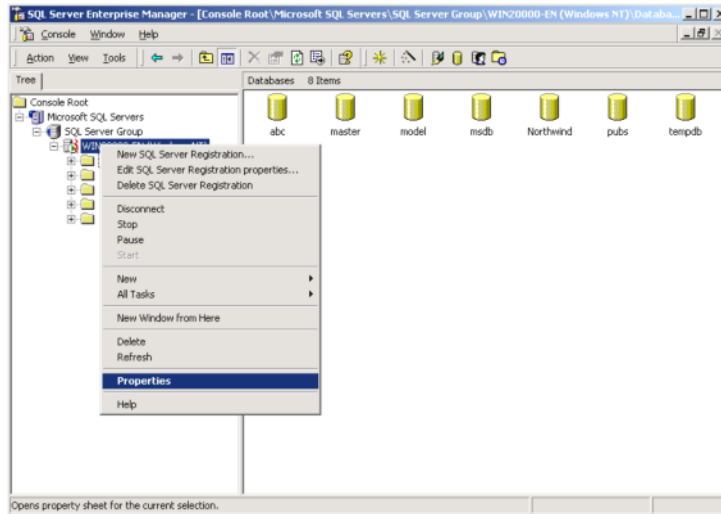 SQL Server Enterprise Manager - [Console Root\Microsoft SQL Servers\SQL Server Group\WIN20000-EN (Windows NT)\Databa...
Console Window Help
Action View Tools
Tree
Databases 8 Items
Console Root
Microsoft SQL Servers
SQL Server Group
abc master model msdb Northwind pubs tempdb
New SQL Server Registration...
Edit SQL Server Registration properties...
Delete SQL Server Registration
Disconnect
Stop
Pause
Start
New
All Tasks
New Window from Here
Delete
Refresh
Properties
Help
Opens property sheet for the current selection.